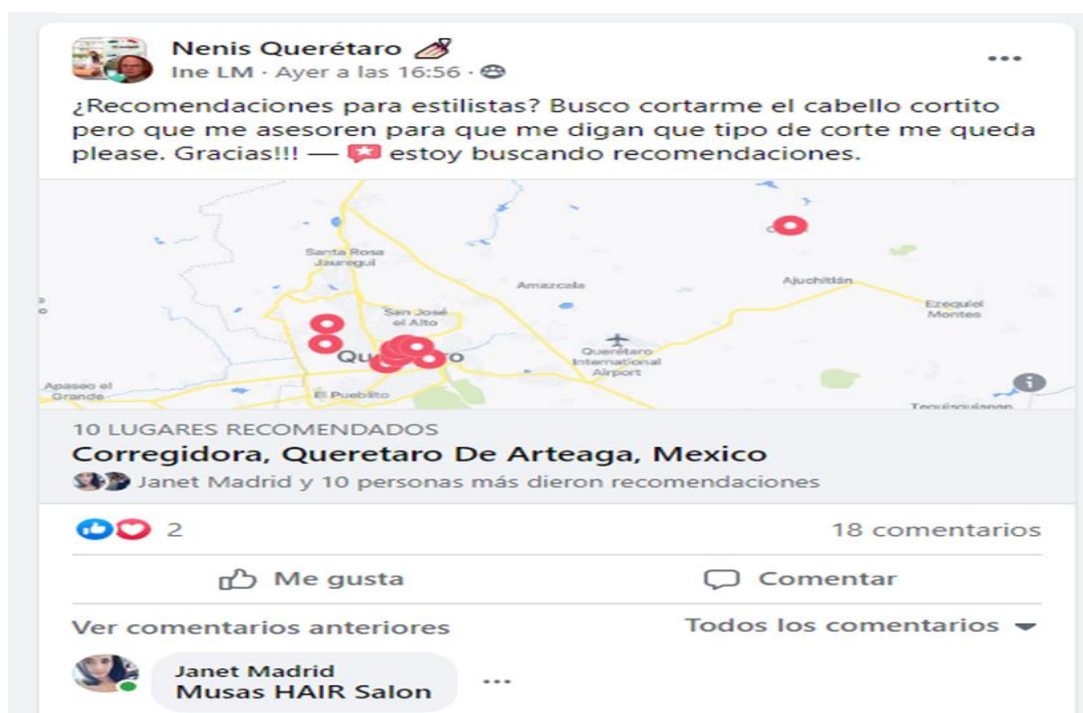 Nenis Querétaro 💅
Ine LM · Ayer a las 16:56 ·
¿Recomendaciones para estilistas? Busco cortarme el cabello cortito
pero que me asesoren para que me digan que tipo de corte me queda
please. Gracias!!! — estoy buscando recomendaciones.
Santa Rosa
Jauregui
Amazcala
Ajuchitlán
Ezequiel
Montes
San José
el Alto
Querétaro
International
Airport
Apaseo el
Grande
El Pueblito
Tequisquiapan
10 LUGARES RECOMENDADOS
Corregidora, Queretaro De Arteaga, Mexico
Janet Madrid y 10 personas más dieron recomendaciones
2
18 comentarios
Me gusta
Comentar
Ver comentarios anteriores
Todos los comentarios
Janet Madrid
Musas HAIR Salon